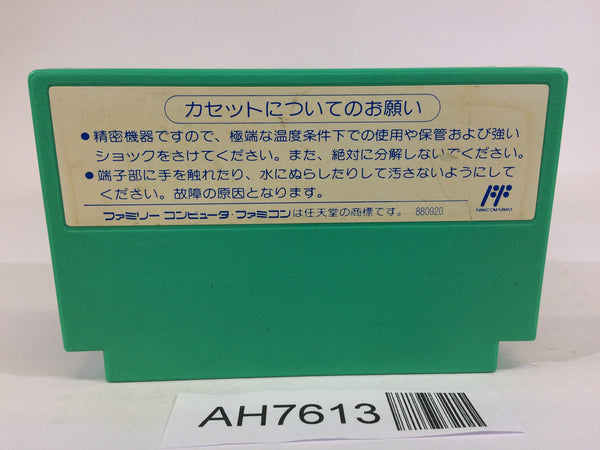 カセットについてのお願い
●精密機器ですので、極端な温度条件下での使用や保管および強い
ショックをさけてください。また、絶対に分解しないでください。
●端子部に手を触れたり、水にぬらしたりして汚さないようにして
ください。故障の原因となります。
FAMICOM FAMILY
ファミリーコンピュータ・ファミコンは任天堂の商標です。 880920
AH7613